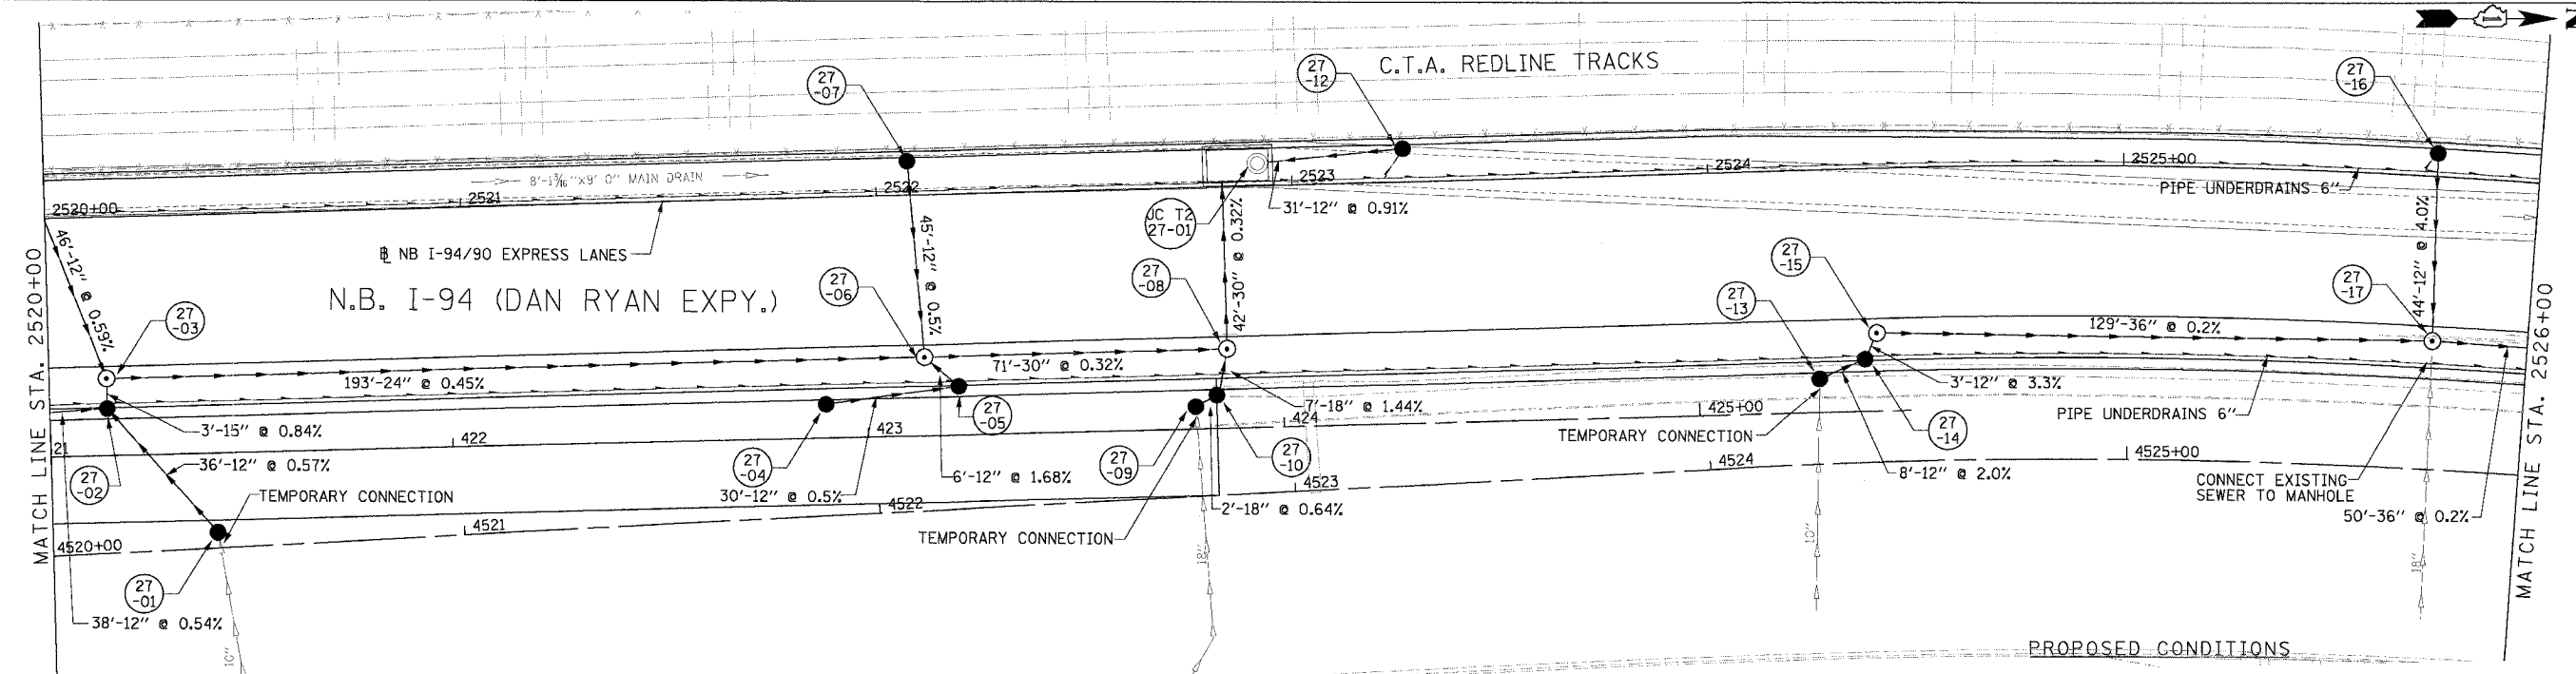 N
C.T.A. REDLINE TRACKS
27
-07
27
-12
27
-16
8'-1 3/16"x9' 0" MAIN DRAIN
2520+00
2521
2522
2523
2524
2525+00
PIPE UNDERDRAINS 6"
JC T2
27-01
31'-12" @ 0.91%
46'-12" @ 0.59%
45'-12" @ 0.5%
42'-30" @ 0.32%
44'-12" @ 4.0%
NB I-94/90 EXPRESS LANES
N.B. I-94 (DAN RYAN EXPY.)
27
-03
27
-06
27
-08
27
-13
27
-15
27
-17
193'-24" @ 0.45%
71'-30" @ 0.32%
129'-36" @ 0.2%
3'-15" @ 0.84%
7'-18" @ 1.44%
3'-12" @ 3.3%
PIPE UNDERDRAINS 6"
21
422
423
424
425+00
27
-02
36'-12" @ 0.57%
27
-04
27
-05
27
-09
27
-10
27
-14
TEMPORARY CONNECTION
30'-12" @ 0.5%
6'-12" @ 1.68%
TEMPORARY CONNECTION
2'-18" @ 0.64%
TEMPORARY CONNECTION
8'-12" @ 2.0%
CONNECT EXISTING
SEWER TO MANHOLE
50'-36" @ 0.2%
4520+00
4521
4522
4523
4524
4525+00
27
-01
38'-12" @ 0.54%
10"
18"
10"
18"
MATCH LINE STA. 2520+00
MATCH LINE STA. 2526+00
PROPOSED CONDITIONS